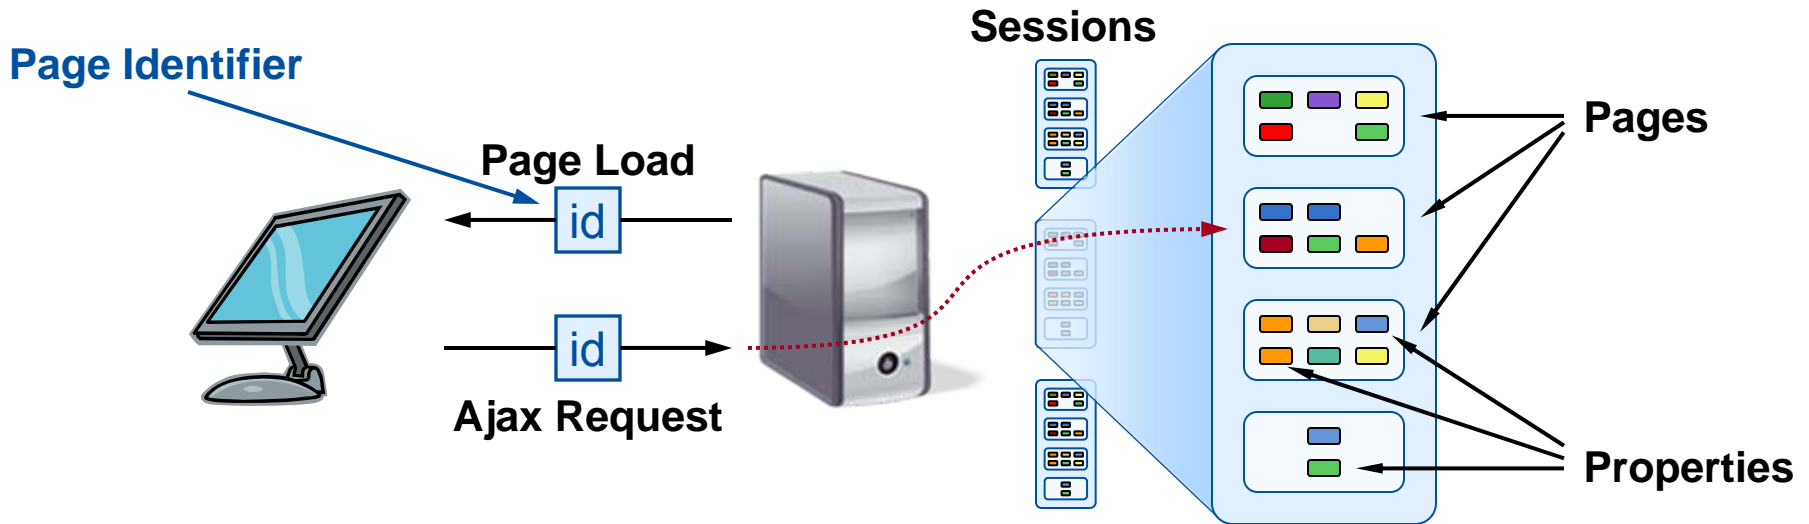 Sessions
Page Identifier
Pages
Page Load
id
id
Ajax Request
Properties